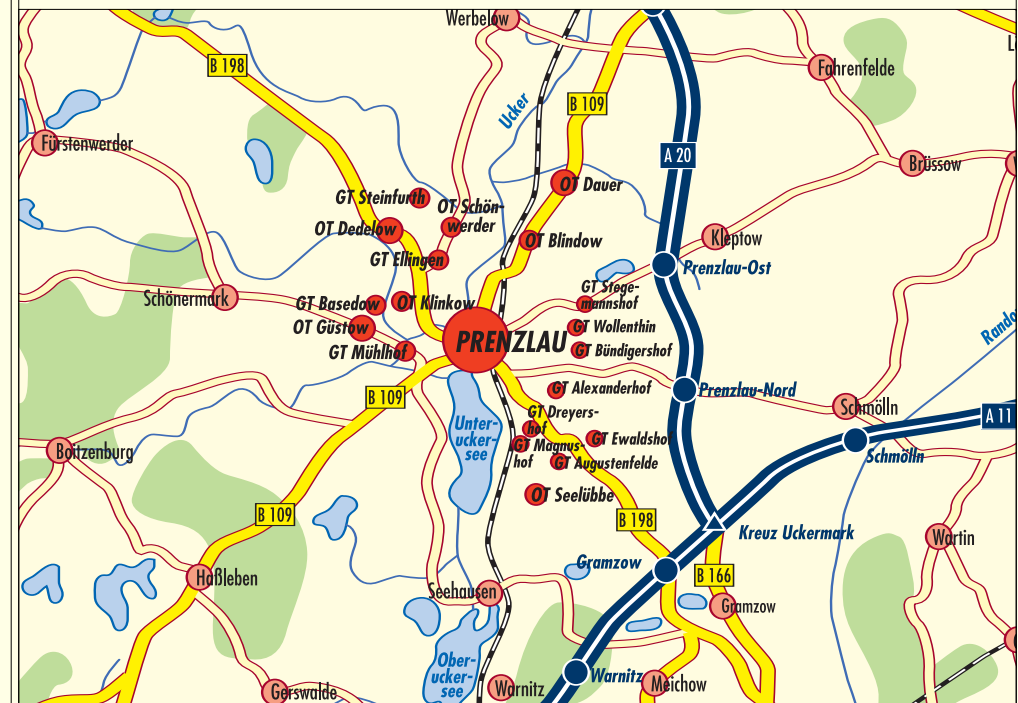 Werbelow
B 198
Fahrenfelde
B 109
Ucker
Fürstenwerder
A 20
Brüssow
OT Dauer
GT Steinfurth
OT Schön-
werder
OT Dedelow
OT Blindow
Kleptow
GT Ellingen
Prenzlau-Ost
GT Stege-
mannshof
Schönermark
GT Basedow
OT Klinkow
Rando
OT Güstow
GT Wollenthin
PRENZLAU
GT Mühlhof
GT Bündigershof
B 109
GT Alexanderhof
Prenzlau-Nord
Schmölln
A 11
Unter-
ucker-
see
GT Dreyers-
hof
GT Magnus-
hof
GT Ewaldshof
Boitzenburg
Schmölln
GT Augustenfelde
OT Seelübbe
B 109
B 198
Kreuz Uckermark
Wartin
Gramzow
Haßleben
B 166
Seehausen
Gramzow
Ober-
ucker-
see
Warnitz
Warnitz
Meichow
Gerswalde